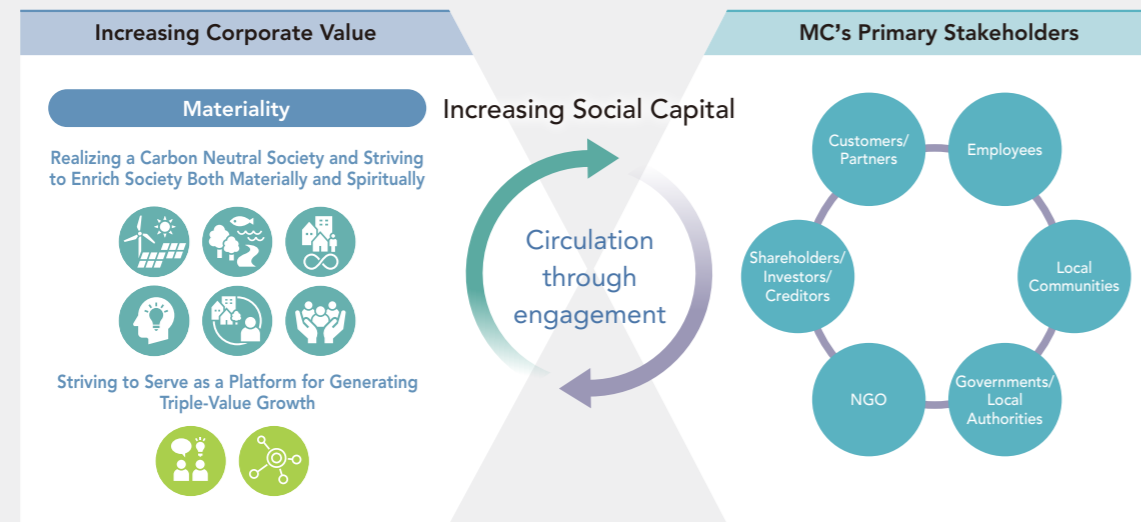 Increasing Corporate Value
Materiality
Realizing a Carbon Neutral Society and Striving
to Enrich Society Both Materially and Spiritually
Striving to Serve as a Platform for Generating
Triple-Value Growth
Increasing Social Capital
Circulation
through
engagement
MC's Primary Stakeholders
Customers/
Partners
Employees
Shareholders/
Investors/
Creditors
Local
Communities
NGO
Governments/
Local
Authorities